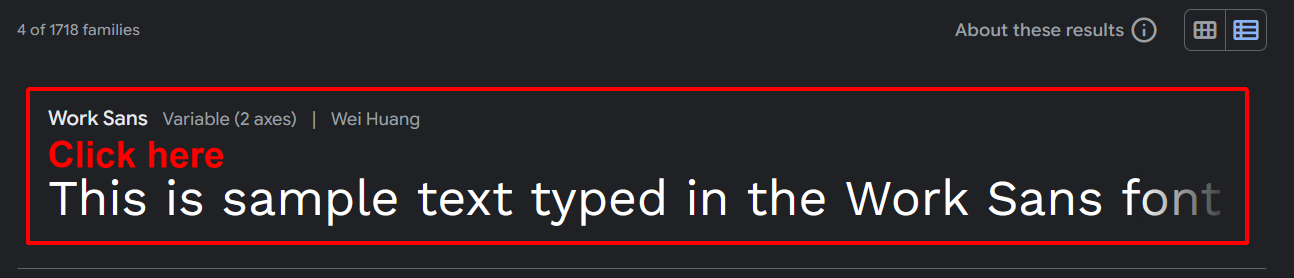 4 of 1718 families
About these results
Work Sans Variable (2 axes) | Wei Huang
Click here
This is sample text typed in the Work Sans font